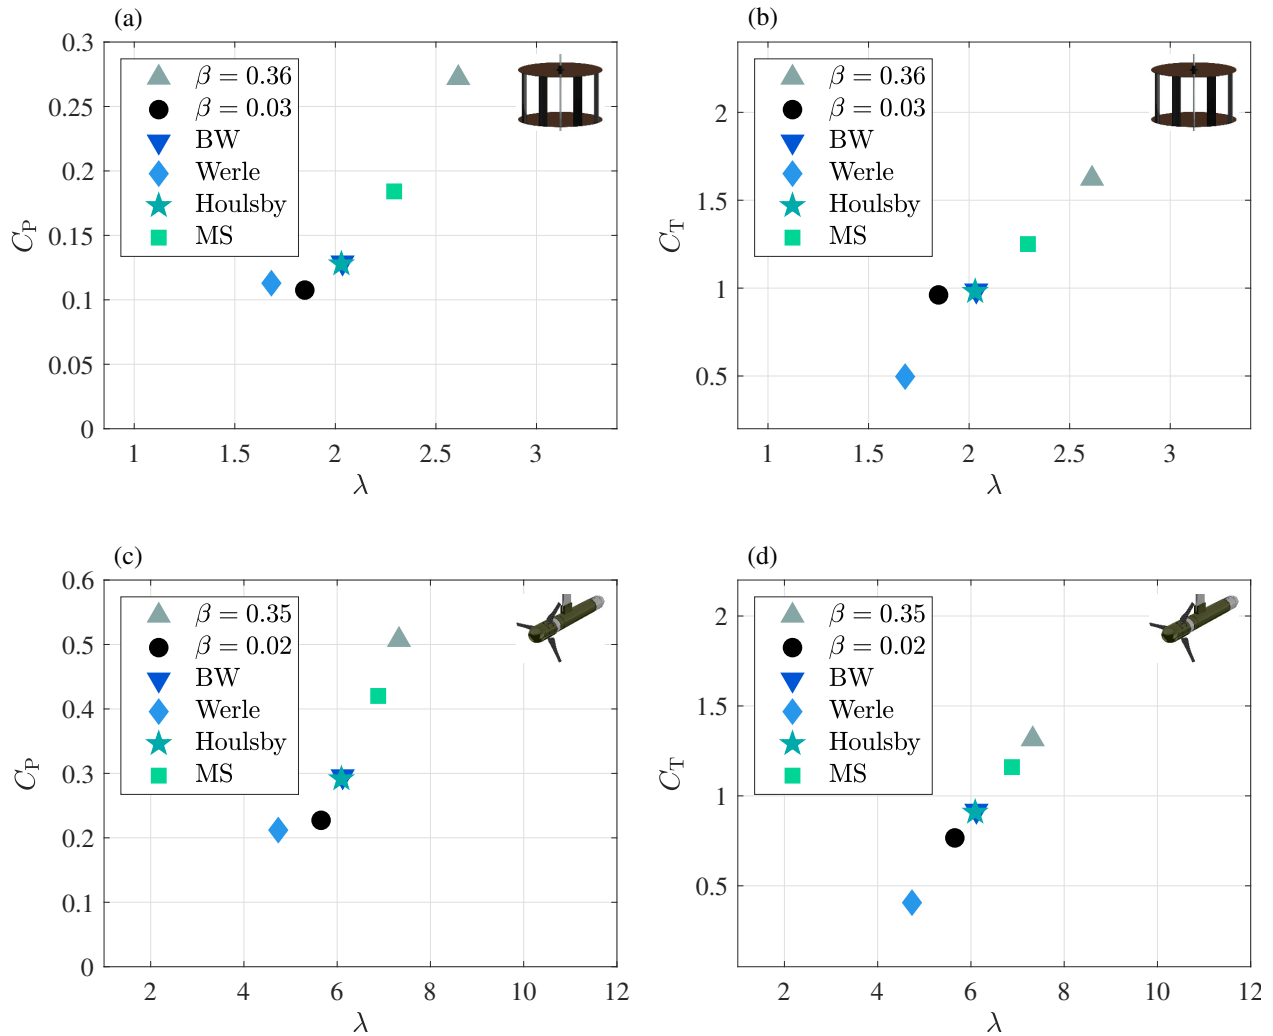 (a)
0.3
0.25
0.2
0.15
0.1
0.05
0
C_P
β = 0.36
β = 0.03
BW
Werle
Houlsby
MS
1
1.5
2
2.5
3
λ
(b)
2
1.5
1
0.5
C_T
β = 0.36
β = 0.03
BW
Werle
Houlsby
MS
1
1.5
2
2.5
3
λ
(c)
0.6
0.5
0.4
0.3
0.2
0.1
0
C_P
β = 0.35
β = 0.02
BW
Werle
Houlsby
MS
2
4
6
8
10
12
λ
(d)
2
1.5
1
0.5
C_T
β = 0.35
β = 0.02
BW
Werle
Houlsby
MS
2
4
6
8
10
12
λ